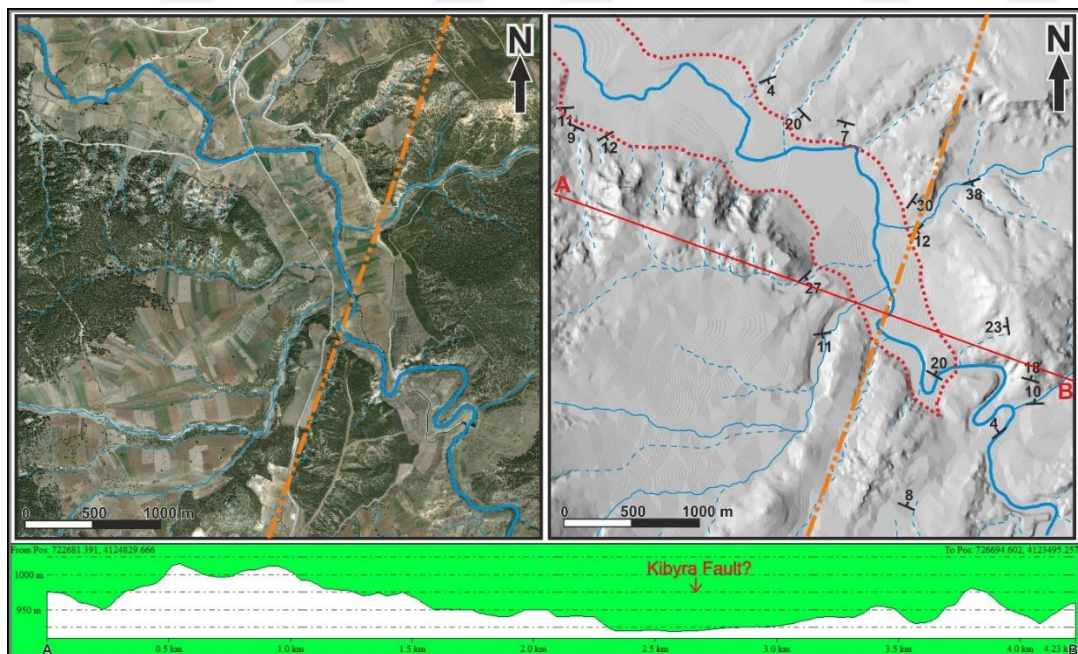 N
0 500 1000 m
N
4
11
20
7
9
12
A
38
30
12
27
23
11
20
18
10
B
4
8
0 500 1000 m
From Pos: 722681.391, 4124829.666
To Pos: 726694.602, 4123495.257
Kibyra Fault?
1000 m
950 m
A
0.5 km
1.0 km
1.5 km
2.0 km
2.5 km
3.0 km
3.5 km
4.0 km
4.23 km
B